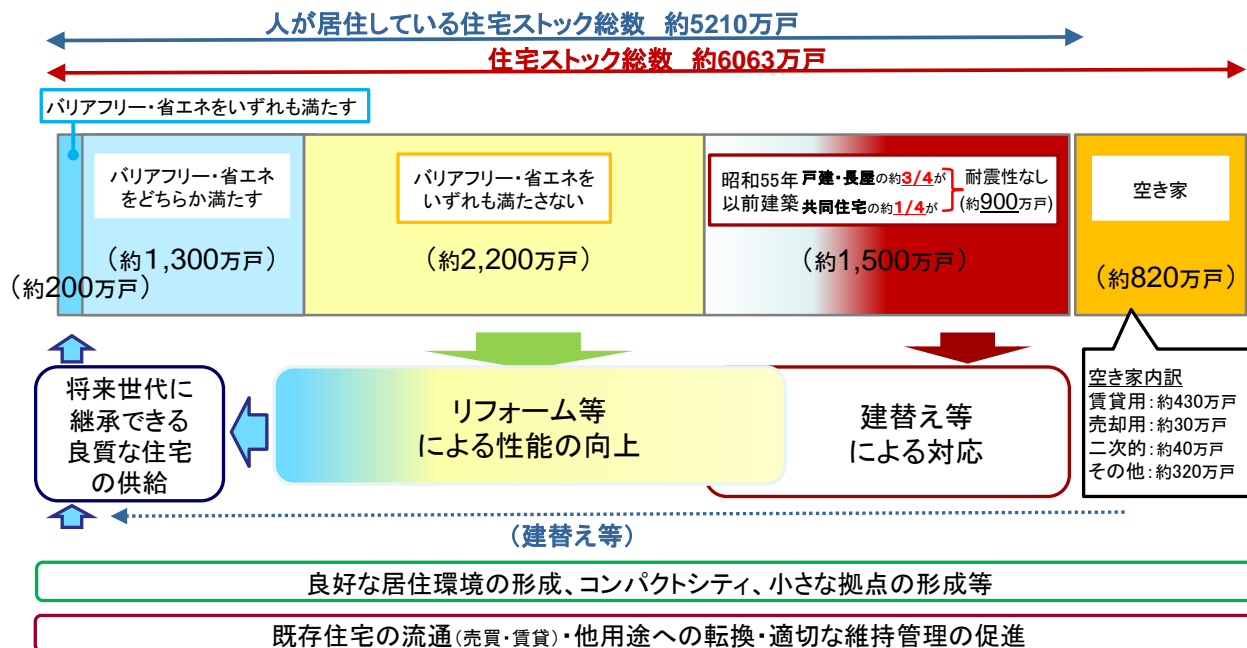 人が居住している住宅ストック総数 約5210万戸
住宅ストック総数 約6063万戸
バリアフリー・省エネをいずれも満たす
バリアフリー・省エネ
をどちらか満たす
バリアフリー・省エネを
いずれも満たさない
昭和55年
以前建築
戸建・長屋の約3/4が
共同住宅の約1/4が
耐震性なし
(約900万戸)
空き家
(約200万戸)
(約1,300万戸)
(約2,200万戸)
(約1,500万戸)
(約820万戸)
将来世代に
継承できる
良質な住宅
の供給
リフォーム等
による性能の向上
建替え等
による対応
空き家内訳
賃貸用:約430万戸
売却用:約30万戸
二次的:約40万戸
その他:約320万戸
(建替え等)
良好な居住環境の形成、コンパクトシティ、小さな拠点の形成等
既存住宅の流通(売買・賃貸)・他用途への転換・適切な維持管理の促進